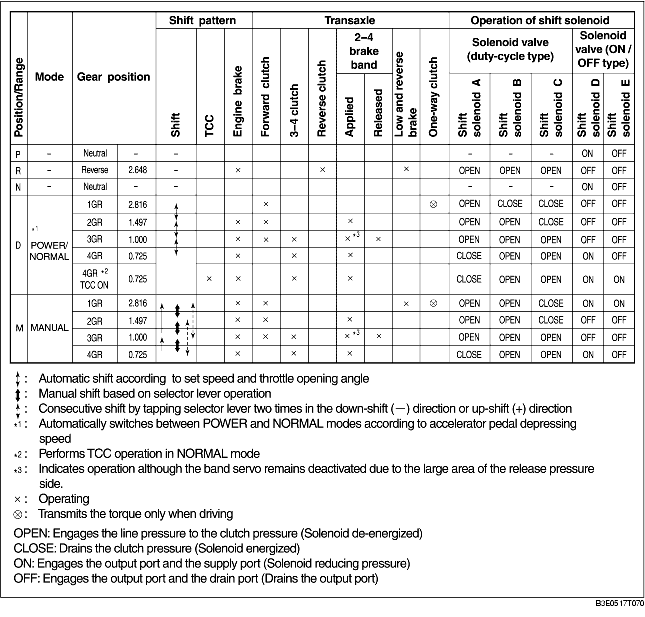 Shift pattern Transaxle Operation of shift solenoid
Position/Range Mode Gear position Shift TCC Engine brake Forward clutch 3–4 clutch Reverse clutch 2–4 brake band Applied Released Low and reverse brake One-way clutch Solenoid valve (duty-cycle type) Shift solenoid A Shift solenoid B Shift solenoid C Solenoid valve (ON / OFF type) Shift solenoid D Shift solenoid E
P – Neutral – – – – – ON OFF
R – Reverse 2.648 – × × × OPEN OPEN OPEN OFF OFF
N – Neutral – – – – – ON OFF
D *1 POWER/ NORMAL
1GR 2.816 × ⊗ OPEN CLOSE CLOSE OFF OFF
2GR 1.497 × × × OPEN OPEN CLOSE OFF OFF
3GR 1.000 × × × ×*3 × OPEN OPEN OPEN OFF OFF
4GR 0.725 × × × CLOSE OPEN OPEN ON OFF
4GR *2 TCC ON 0.725 × × × × CLOSE OPEN OPEN ON ON
M MANUAL
1GR 2.816 × × × ⊗ OPEN OPEN CLOSE ON ON
2GR 1.497 × × × OPEN OPEN CLOSE OFF OFF
3GR 1.000 × × × ×*3 × OPEN OPEN OPEN OFF OFF
4GR 0.725 × × × CLOSE OPEN OPEN ON OFF
: Automatic shift according to set speed and throttle opening angle
: Manual shift based on selector lever operation
: Consecutive shift by tapping selector lever two times in the down-shift (—) direction or up-shift (+) direction
*1 : Automatically switches between POWER and NORMAL modes according to accelerator pedal depressing
speed
*2 : Performs TCC operation in NORMAL mode
*3 : Indicates operation although the band servo remains deactivated due to the large area of the release pressure
side.
× : Operating
⊗ : Transmits the torque only when driving
OPEN: Engages the line pressure to the clutch pressure (Solenoid de-energized)
CLOSE: Drains the clutch pressure (Solenoid energized)
ON: Engages the output port and the supply port (Solenoid reducing pressure)
OFF: Engages the output port and the drain port (Drains the output port)
B3E0517T070